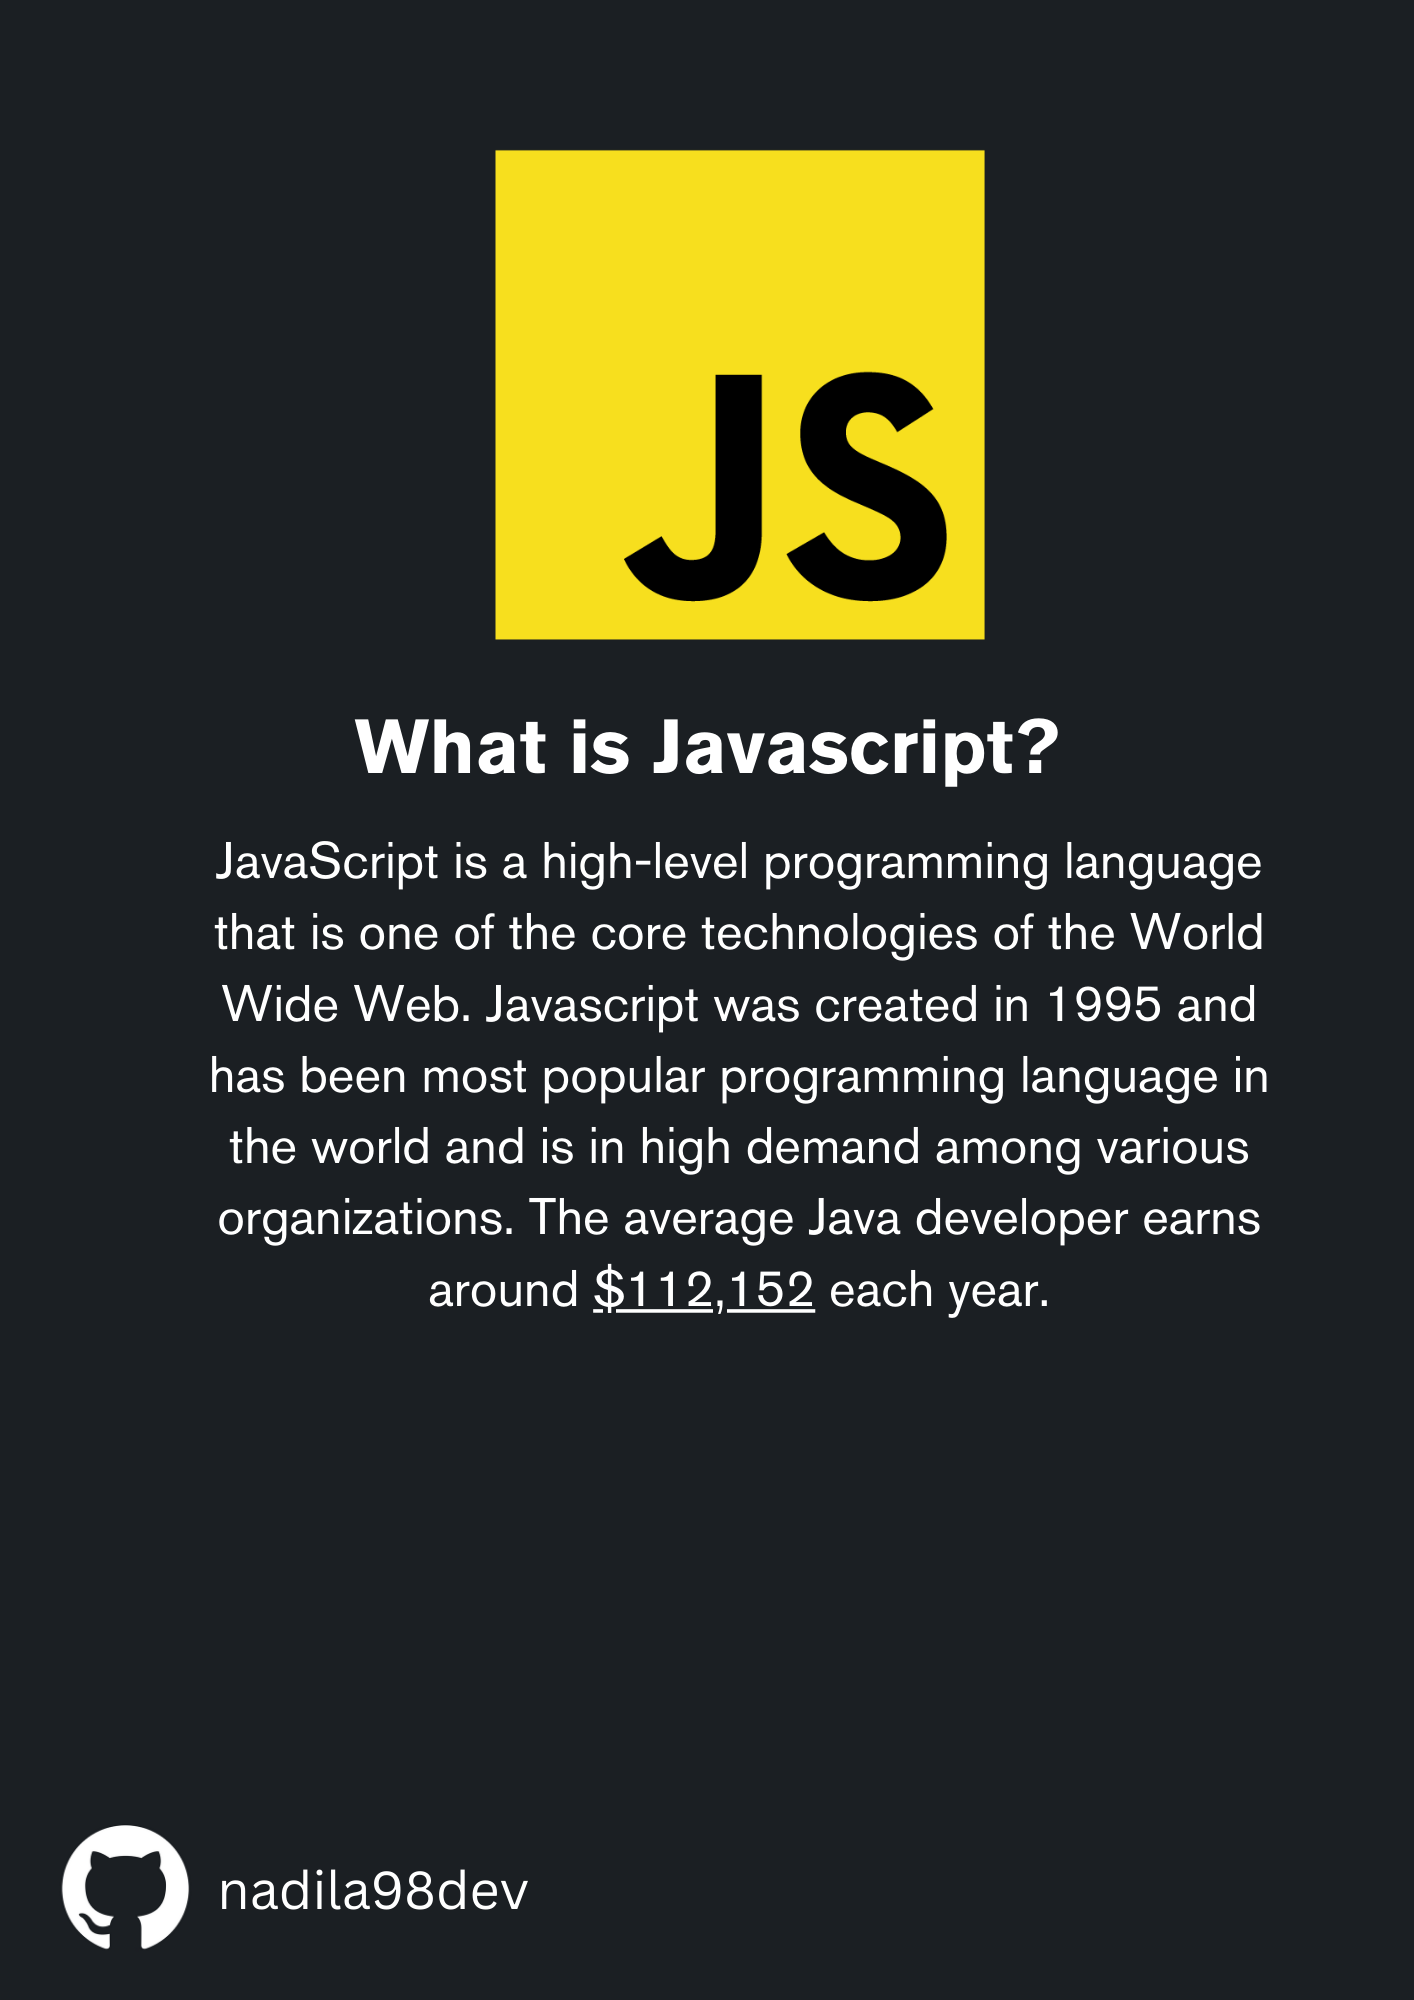 JS
What is Javascript?
JavaScript is a high-level programming language
that is one of the core technologies of the World
Wide Web. Javascript was created in 1995 and
has been most popular programming language in
the world and is in high demand among various
organizations. The average Java developer earns
around $112,152 each year.
nadila98dev